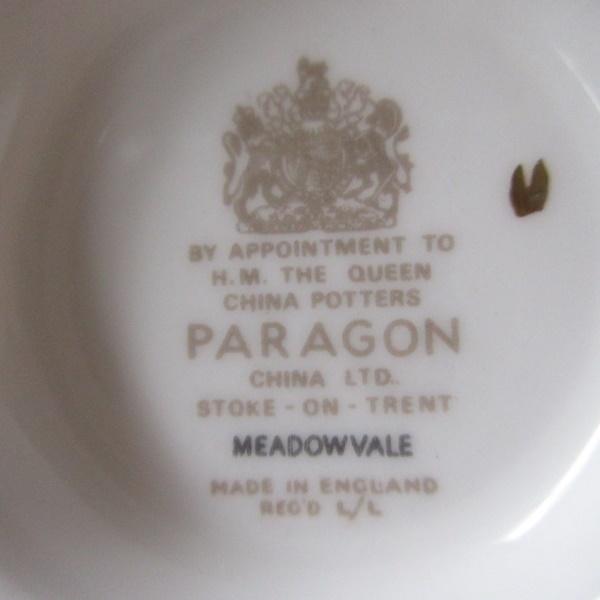 BY APPOINTMENT TO
H.M. THE QUEEN
CHINA POTTERS
PARAGON
CHINA LTD.
STOKE - ON - TRENT
MEADOWVALE
MADE IN ENGLAND
REG'D L/L